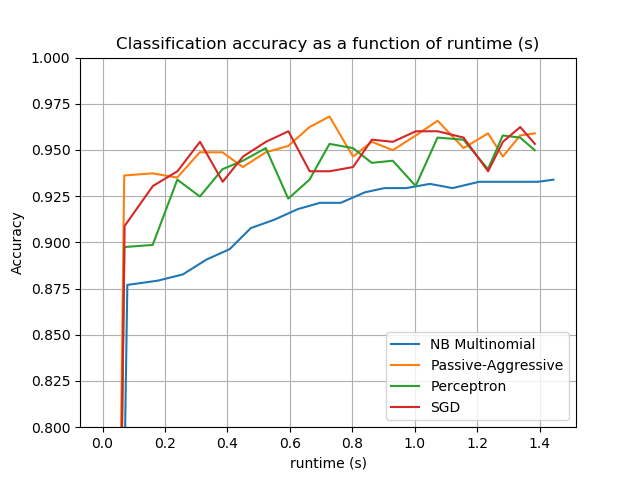 Classification accuracy as a function of runtime (s)
1.000
0.975
0.950
0.925
0.900
0.875
0.850
0.825
0.800
Accuracy
NB Multinomial
Passive-Aggressive
Perceptron
SGD
0.0 0.2 0.4 0.6 0.8 1.0 1.2 1.4
runtime (s)